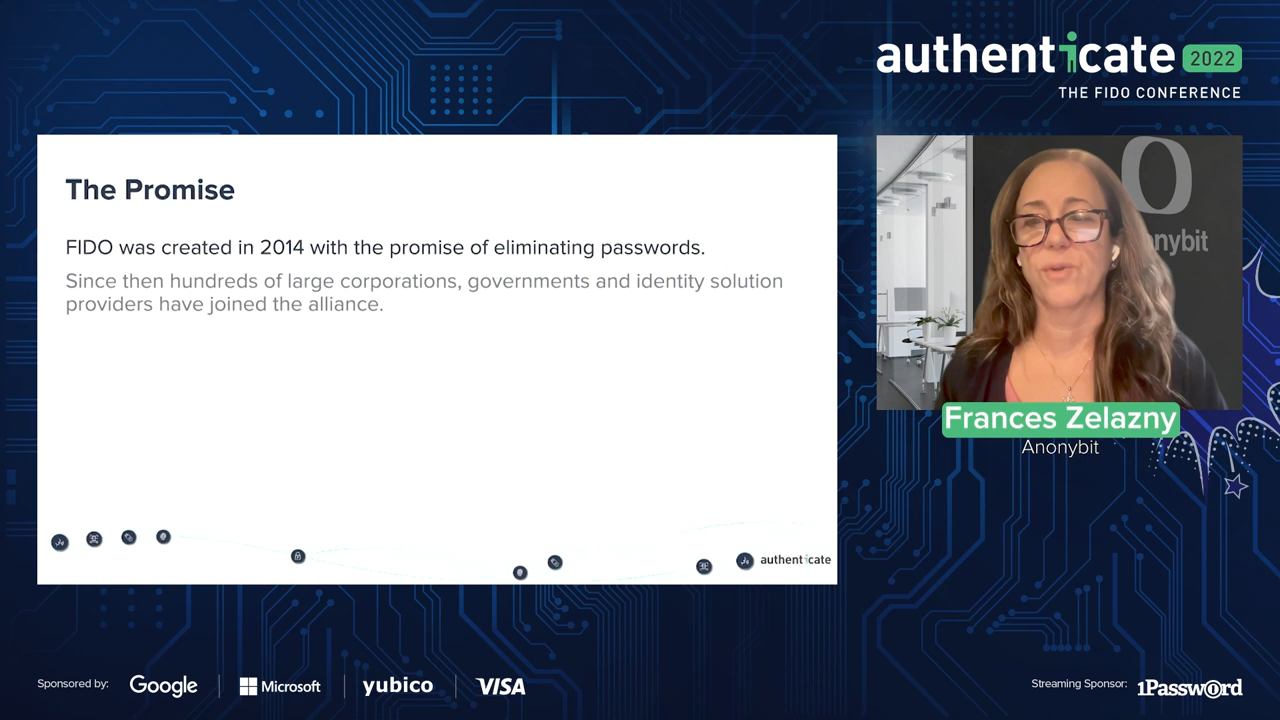 authenticate 2022
THE FIDO CONFERENCE
The Promise
FIDO was created in 2014 with the promise of eliminating passwords.
Since then hundreds of large corporations, governments and identity solution
providers have joined the alliance.
authenticate
nybit
Frances Zelazny
Anonybit
Sponsored by: Google Microsoft yubico VISA
Streaming Sponsor: 1Password